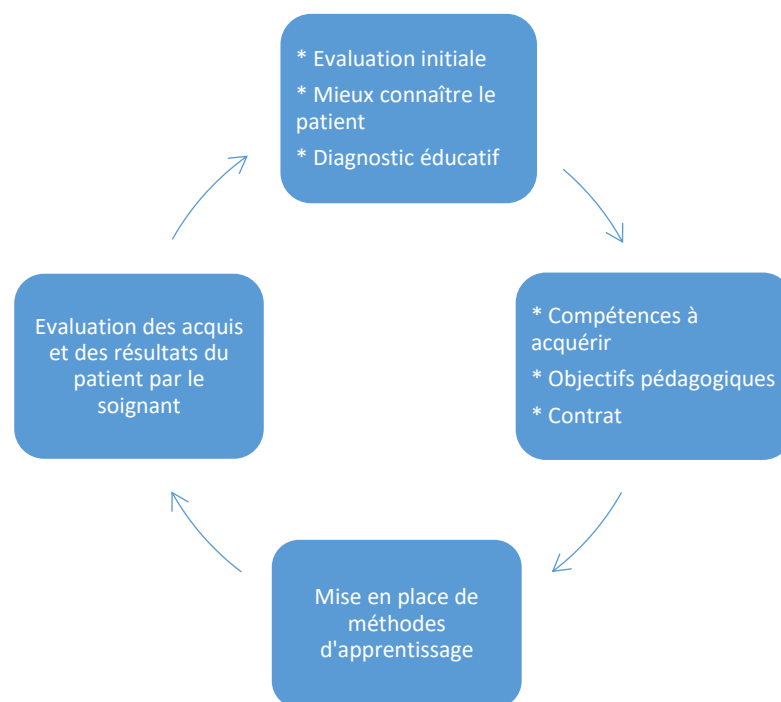 * Evaluation initiale
* Mieux connaître le
patient
* Diagnostic éducatif
* Compétences à
acquérir
* Objectifs pédagogiques
* Contrat
Mise en place de
méthodes
d'apprentissage
Evaluation des acquis
et des résultats du
patient par le
soignant